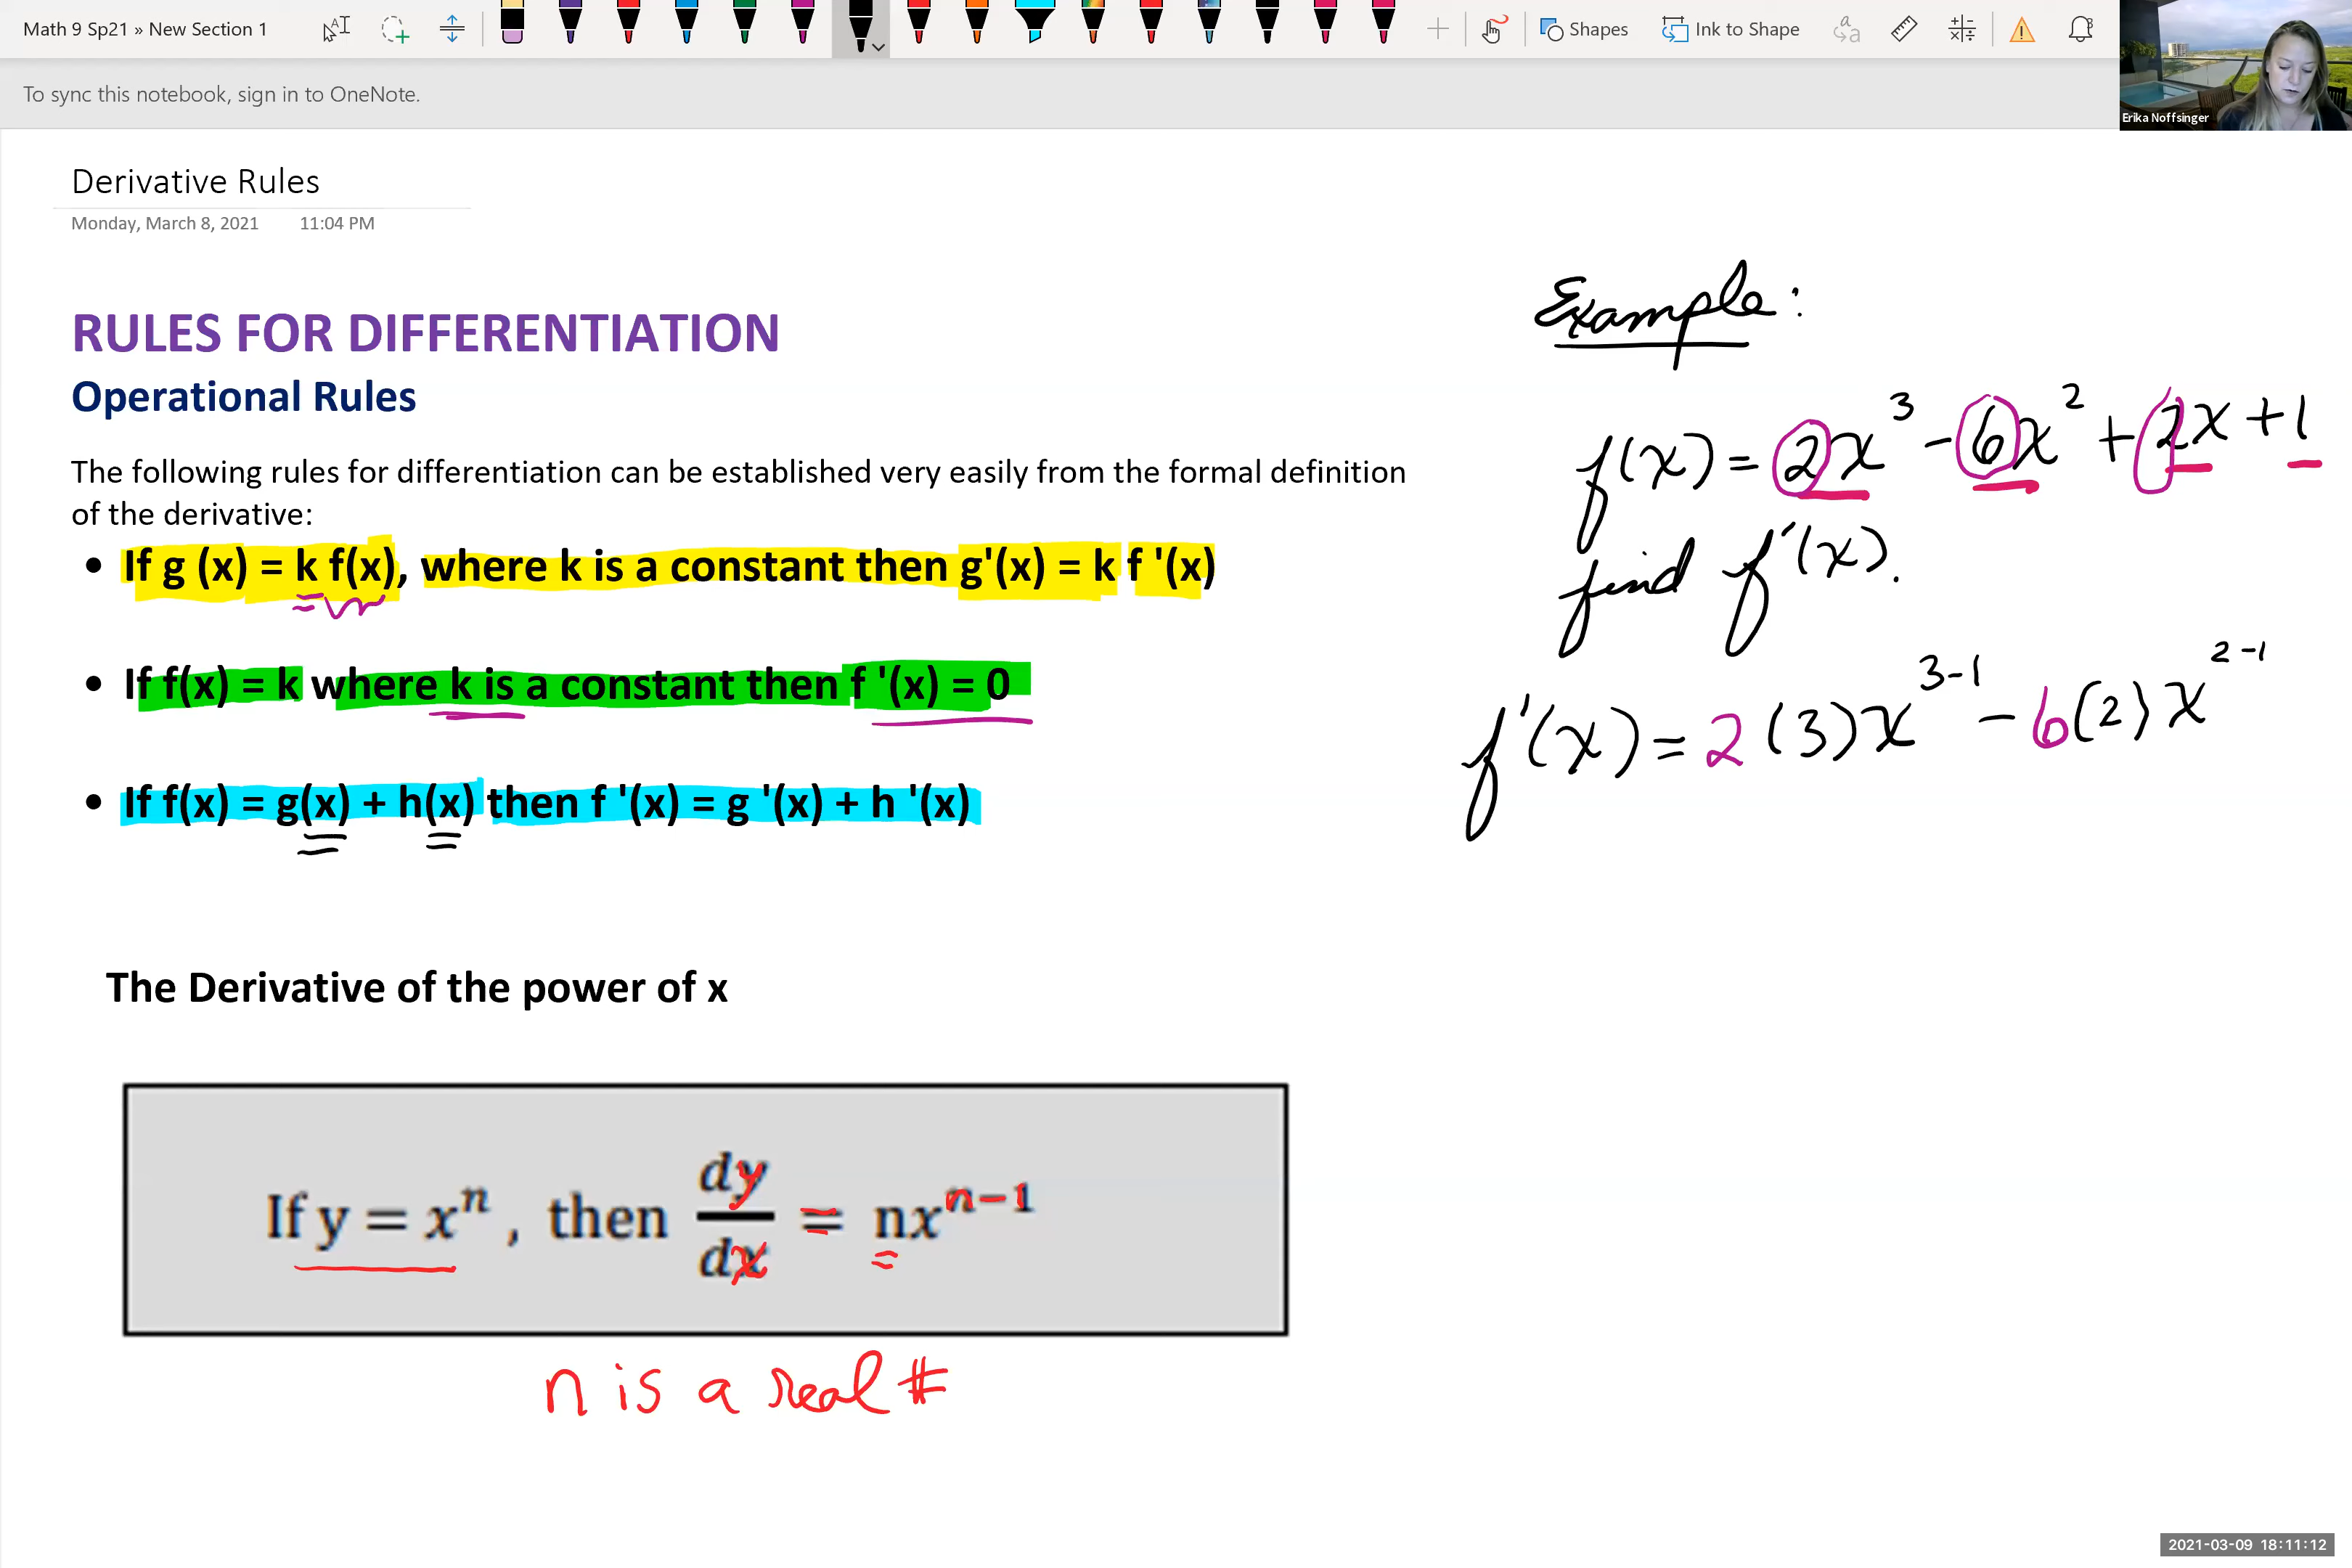 Math 9 Sp21 » New Section 1
Shapes
Ink to Shape
To sync this notebook, sign in to OneNote.
Erika Noffsinger
Derivative Rules
Monday, March 8, 2021 11:04 PM
RULES FOR DIFFERENTIATION
Operational Rules
The following rules for differentiation can be established very easily from the formal definition
of the derivative:
• If g (x) = k f(x), where k is a constant then g'(x) = k f '(x)
• If f(x) = k where k is a constant then f '(x) = 0
• If f(x) = g(x) + h(x) then f '(x) = g '(x) + h '(x)
The Derivative of the power of x
If y = xⁿ , then dy/dx = nxⁿ⁻¹
n is a real #
Example:
f(x) = 2x³ - 6x² + 2x + 1
find f'(x).
f'(x) = 2(3)x³⁻¹ - 6(2)x²⁻¹
2021-03-09 18:11:12